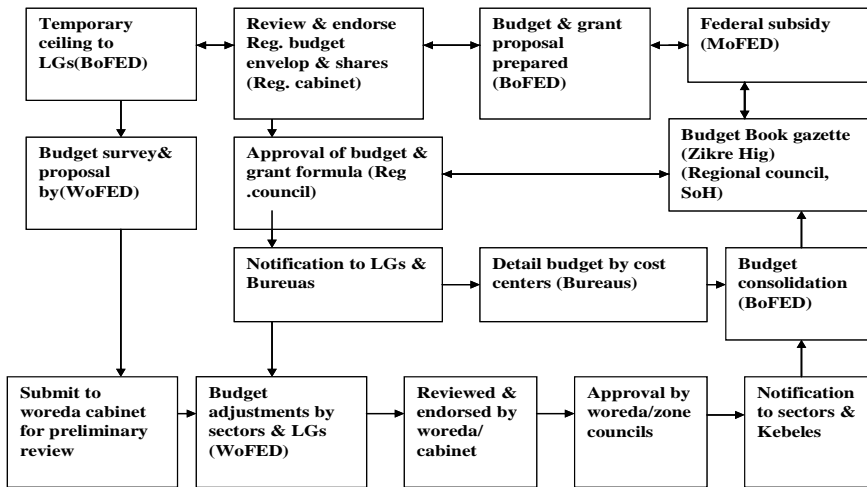 Temporary
ceiling to
LGs(BoFED)
Review & endorse
Reg. budget
envelop & shares
(Reg. cabinet)
Budget & grant
proposal
prepared
(BoFED)
Federal subsidy
(MoFED)
Budget survey&
proposal
by(WoFED)
Approval of budget &
grant formula (Reg
.council)
Budget Book gazette
(Zikre Hig)
(Regional council,
SoH)
Notification to LGs &
Bureuas
Detail budget by cost
centers (Bureaus)
Budget
consolidation
(BoFED)
Submit to
woreda cabinet
for preliminary
review
Budget
adjustments by
sectors & LGs
(WoFED)
Reviewed &
endorsed by
woreda/
cabinet
Approval by
woreda/zone
councils
Notification
to sectors &
Kebeles